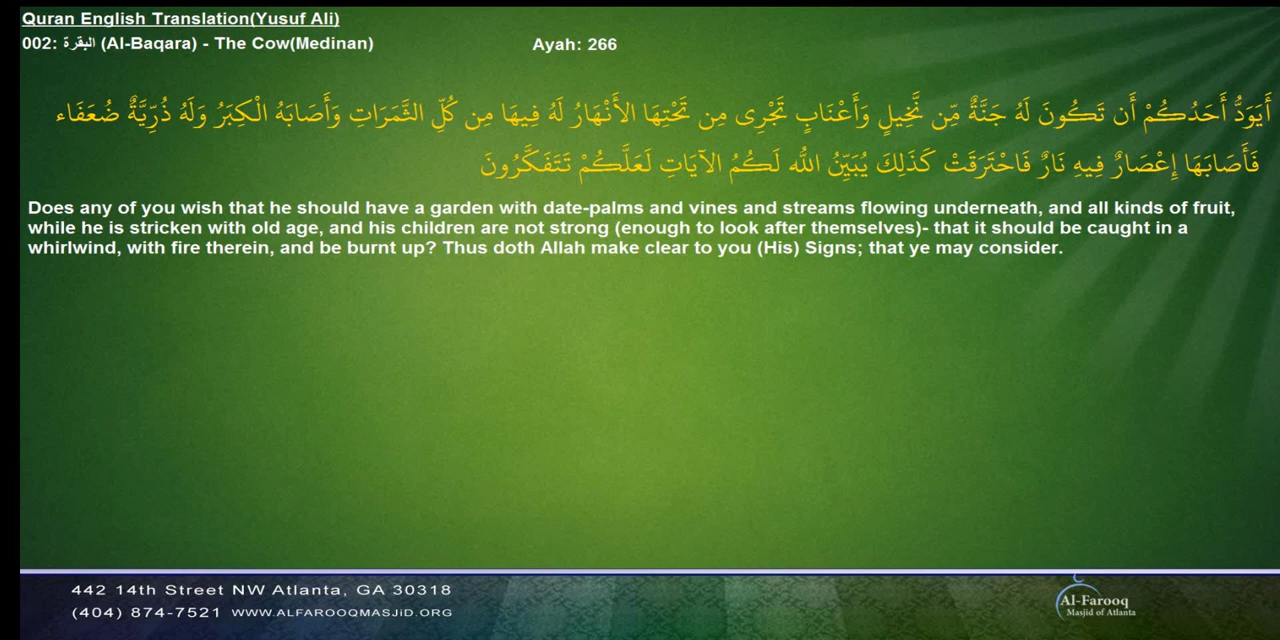 Quran English Translation(Yusuf Ali)
002: البقرة (Al-Baqara) - The Cow(Medinan)
Ayah: 266
أَيَوَدُّ أَحَدُكُمْ أَن تَكُونَ لَهُ جَنَّةٌ مِّن نَّخِيلٍ وَأَعْنَابٍ تَجْرِى مِن تَحْتِهَا الأَنْهَارُ لَهُ فِيهَا مِن كُلِّ الثَّمَرَاتِ وَأَصَابَهُ الْكِبَرُ وَلَهُ ذُرِّيَّةٌ ضُعَفَاء
فَأَصَابَهَا إِعْصَارٌ فِيهِ نَارٌ فَاحْتَرَقَتْ كَذَلِكَ يُبَيِّنُ اللّه لَكُمُ الآيَاتِ لَعَلَّكُمْ تَتَفَكَّرُونَ
Does any of you wish that he should have a garden with date-palms and vines and streams flowing underneath, and all kinds of fruit,
while he is stricken with old age, and his children are not strong (enough to look after themselves)- that it should be caught in a
whirlwind, with fire therein, and be burnt up? Thus doth Allah make clear to you (His) Signs; that ye may consider.
442 14th Street NW Atlanta, GA 30318
(404) 874-7521 WWW.ALFAROOQMASJiD.ORG
Al-Farooq
Masjid of Atlanta